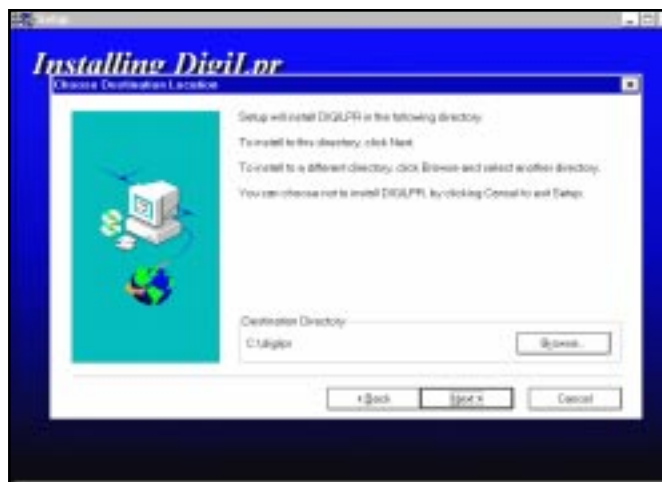 Setup
Installing DigiLpr
Choose Destination Location
Setup will install DIGILPR in the following directory.
To install to this directory, click Next.
To install to a different directory, click Browse and select another directory.
You can choose not to install DIGILPR, by clicking Cancel to exit Setup.
Destination Directory
C:\digilpr
Browse...
< Back
Next >
Cancel